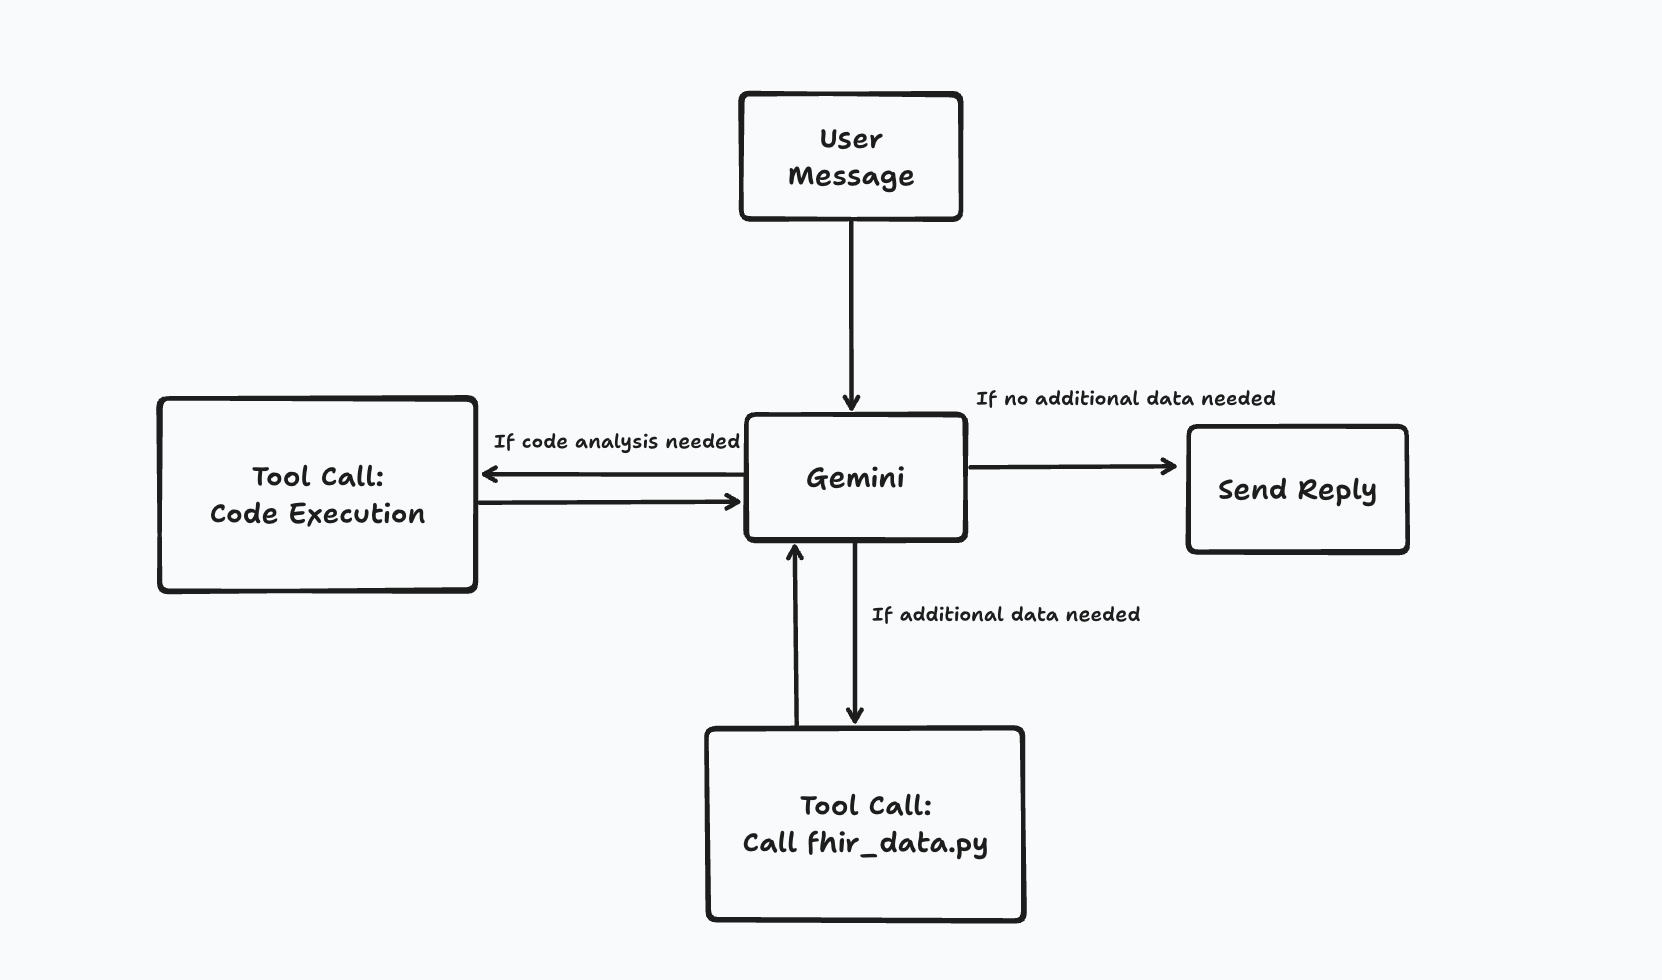 User
Message
If no additional data needed
If code analysis needed
Tool Call:
Code Execution
Gemini
Send Reply
If additional data needed
Tool Call:
Call fhir_data.py